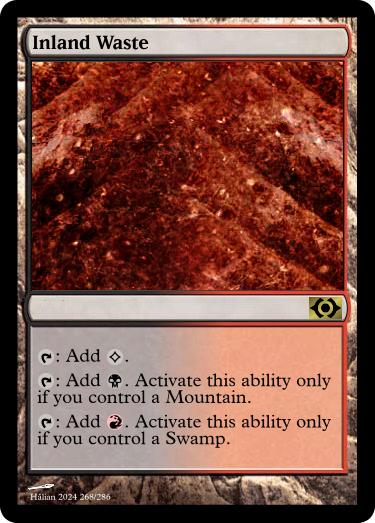 Inland Waste
: Add .
: Add . Activate this ability only
if you control a Mountain.
: Add . Activate this ability only
if you control a Swamp.
Hálian 2024 268/286